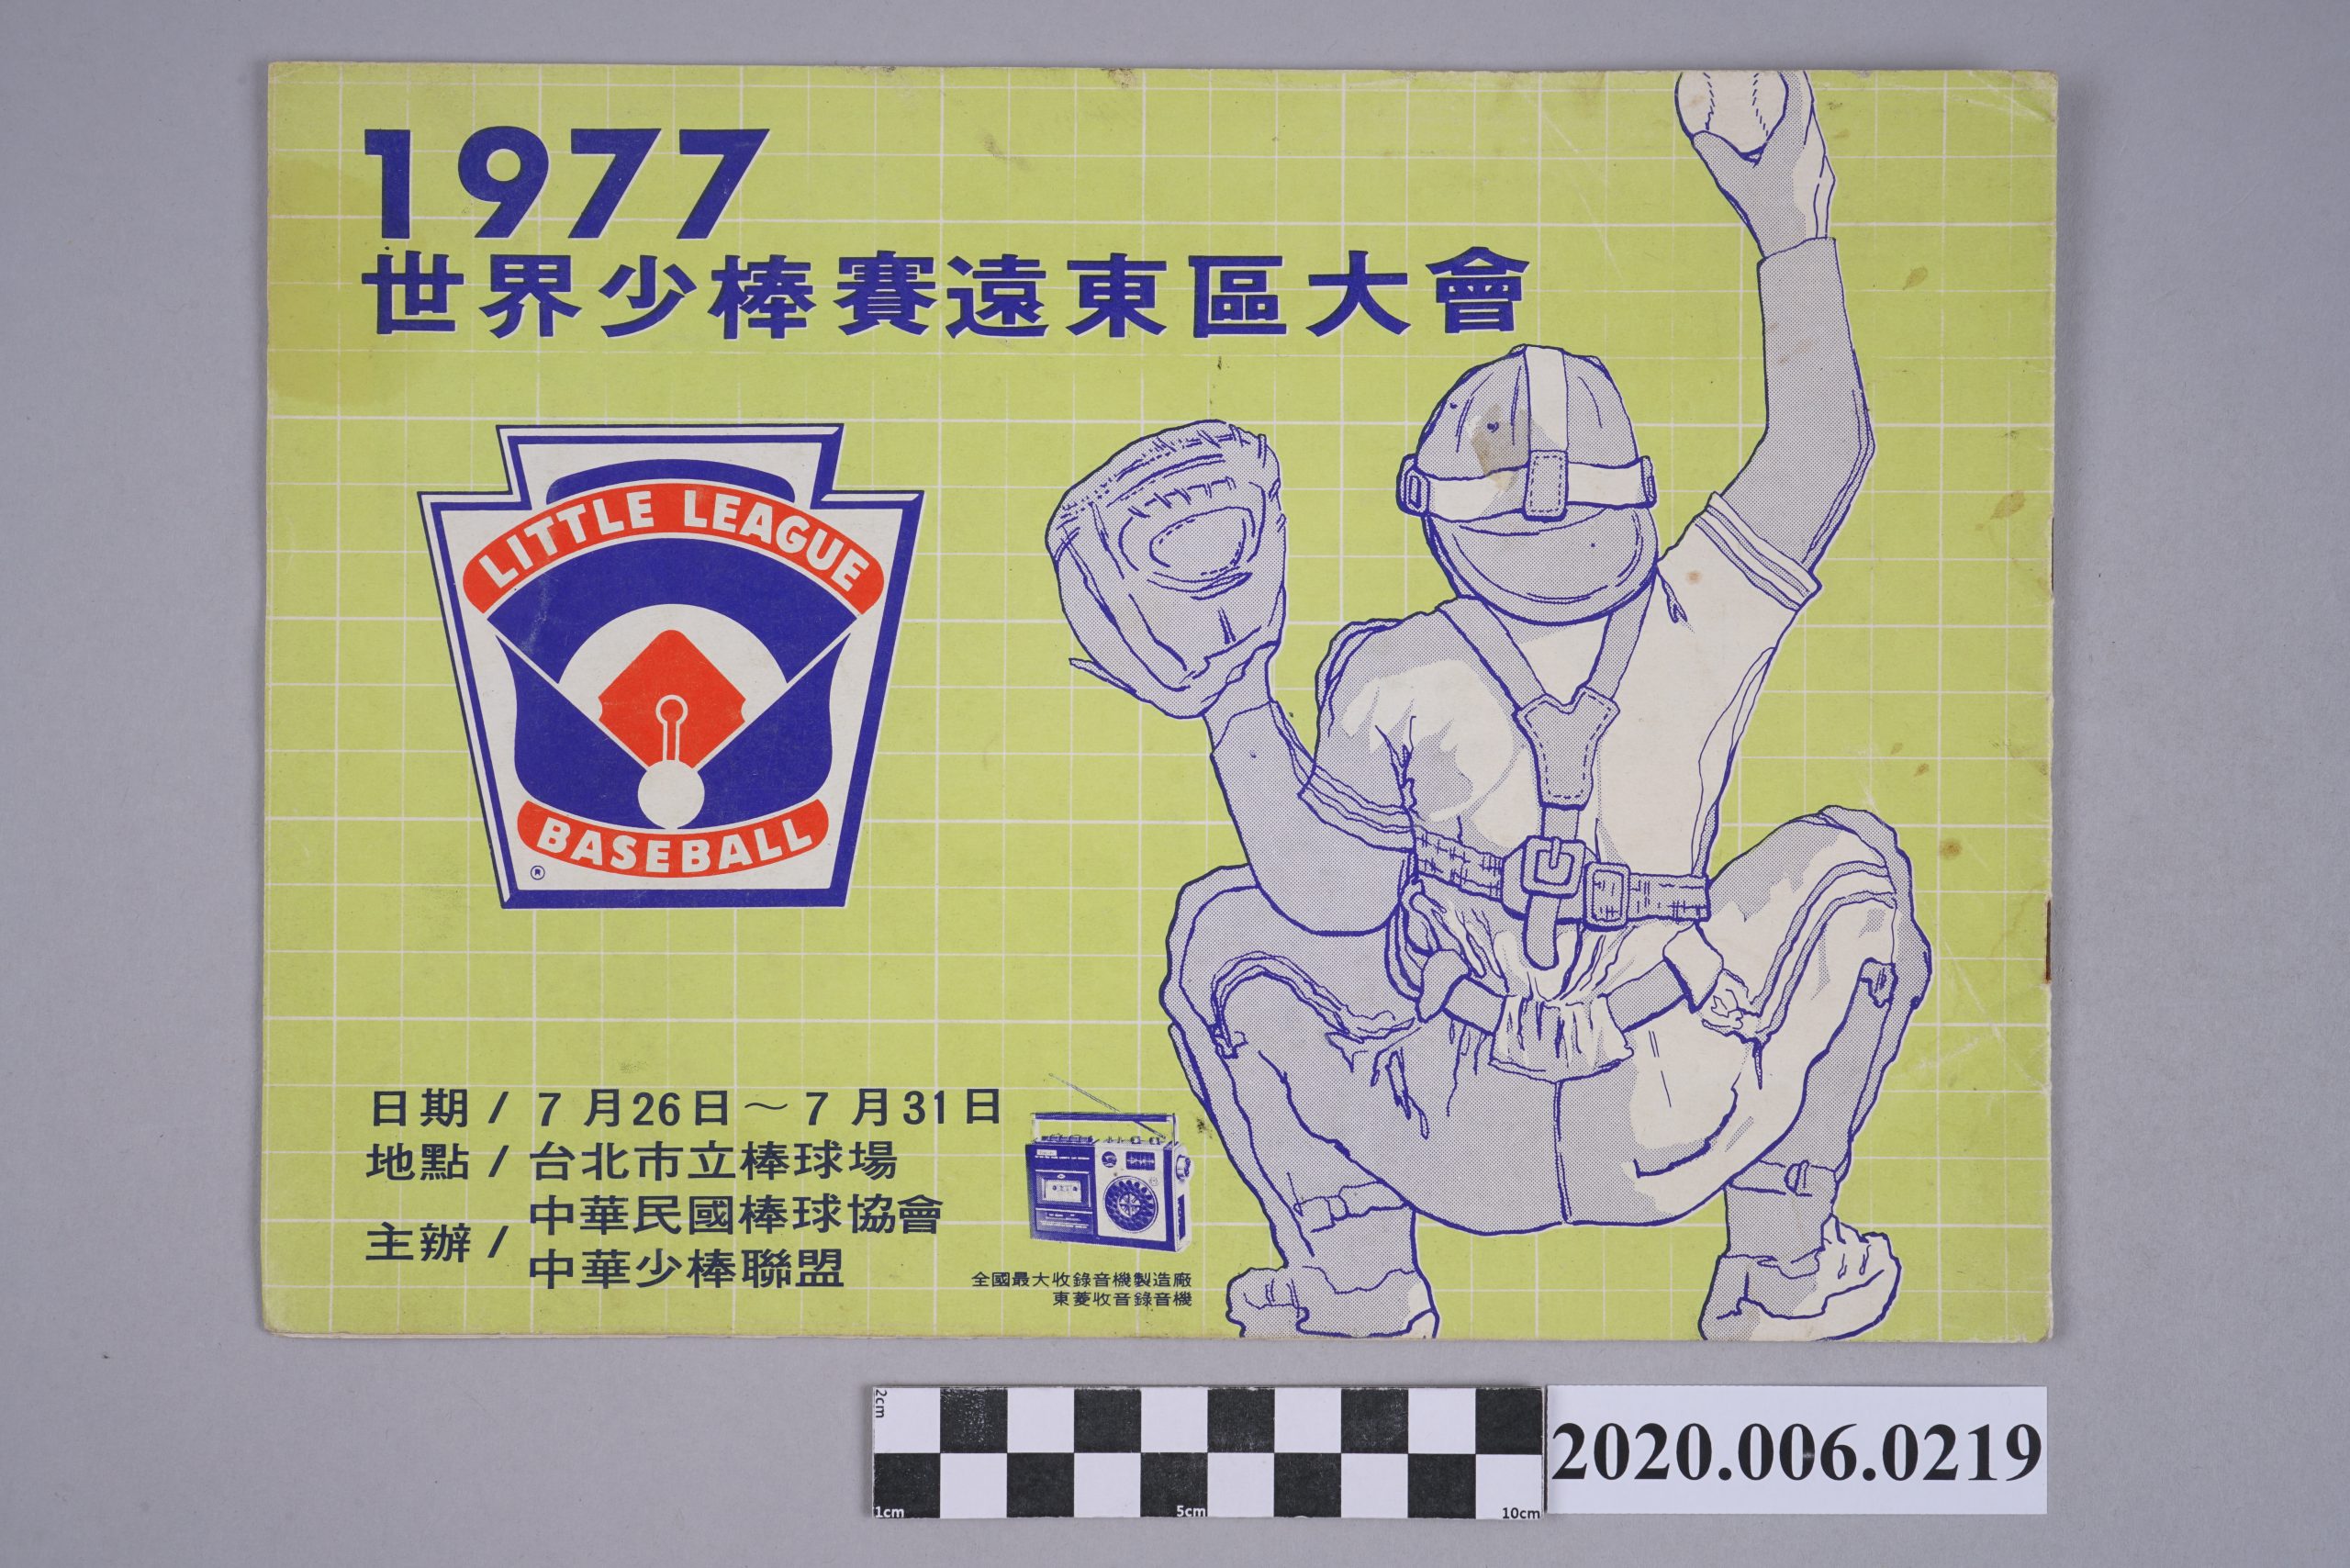 1977
世界少棒賽遠東區大會
LITTLE LEAGUE
BASEBALL
®
日期/7月26日～7月31日
地點/台北市立棒球場
主辦/中華民國棒球協會
中華少棒聯盟
全國最大收錄音機製造廠
東菱收音錄音機
2cm
1cm 5cm 10cm
2020.006.0219